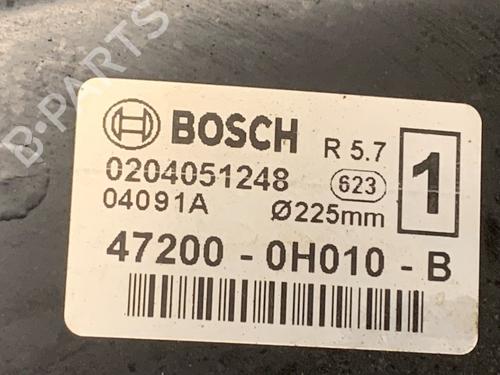 B-PARTS
BOSCH R 5.7 1
0204051248 623
04091A Ø225mm
47200 - 0H010 - B